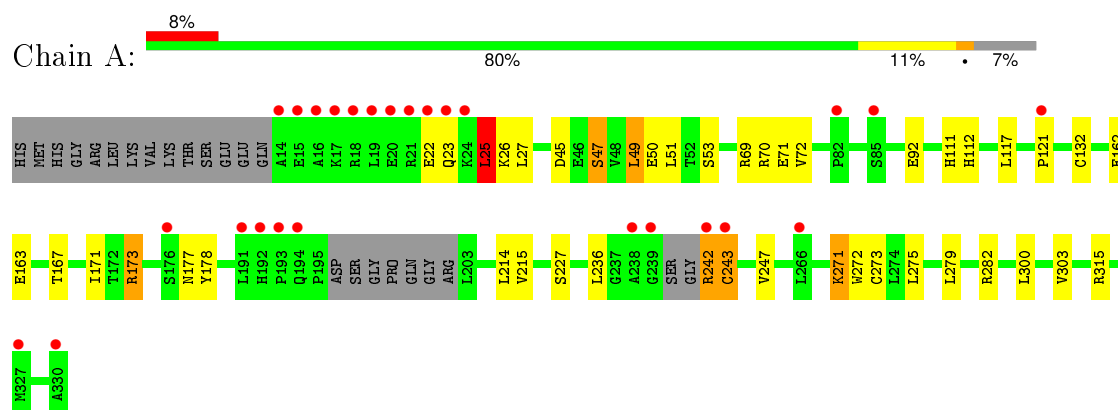 8%
Chain A:
80% 11% • 7%
HIS MET HIS GLY ARG LEU LYS VAL LYS THR SER GLU GLU GLN A14 E15 A16 K17 R18 L19 E20 R21 E22 Q23 K24 L25 K26 L27 D45 E46 S47 V48 L49 E50 L51 T52 S53 R69 R70 E71 V72 P82 S85 E92 H111 H112 L117 P121 C132
E163 T167 I171 T172 R173 S176 N177 Y178 L191 H192 P193 Q194 P195 ASP SER GLY PRO GLN GLY ARG L203 L214 V215 S227 L236 G237 A238 G239 SER GLY R242 C243 V247 L266 K271 W272 C273 L274 L275 L279 R282 L300 V303 R315
M327 A330